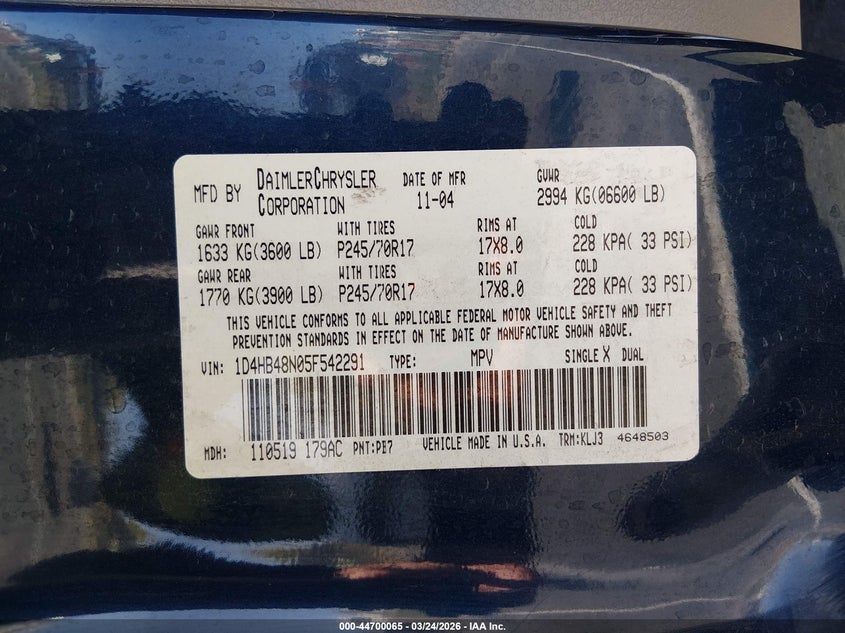 MFD BY DAIMLERCHRYSLER CORPORATION DATE OF MFR 11-04 GVWR 2994 KG(06600 LB)
GAWR FRONT WITH TIRES RIMS AT COLD
1633 KG(3600 LB) P245/70R17 17X8.0 228 KPA( 33 PSI)
GAWR REAR WITH TIRES RIMS AT COLD
1770 KG(3900 LB) P245/70R17 17X8.0 228 KPA( 33 PSI)
THIS VEHICLE CONFORMS TO ALL APPLICABLE FEDERAL MOTOR VEHICLE SAFETY AND THEFT
PREVENTION STANDARDS IN EFFECT ON THE DATE OF MANUFACTURE SHOWN ABOVE.
VIN: 1D4HB48N05F542291 TYPE: MPV SINGLE X DUAL
MDH: 110519 179AC PNT:PE7 VEHICLE MADE IN U.S.A. TRM:KLJ3 4648503
000-44700065 - 03/24/2026 - IAA Inc.